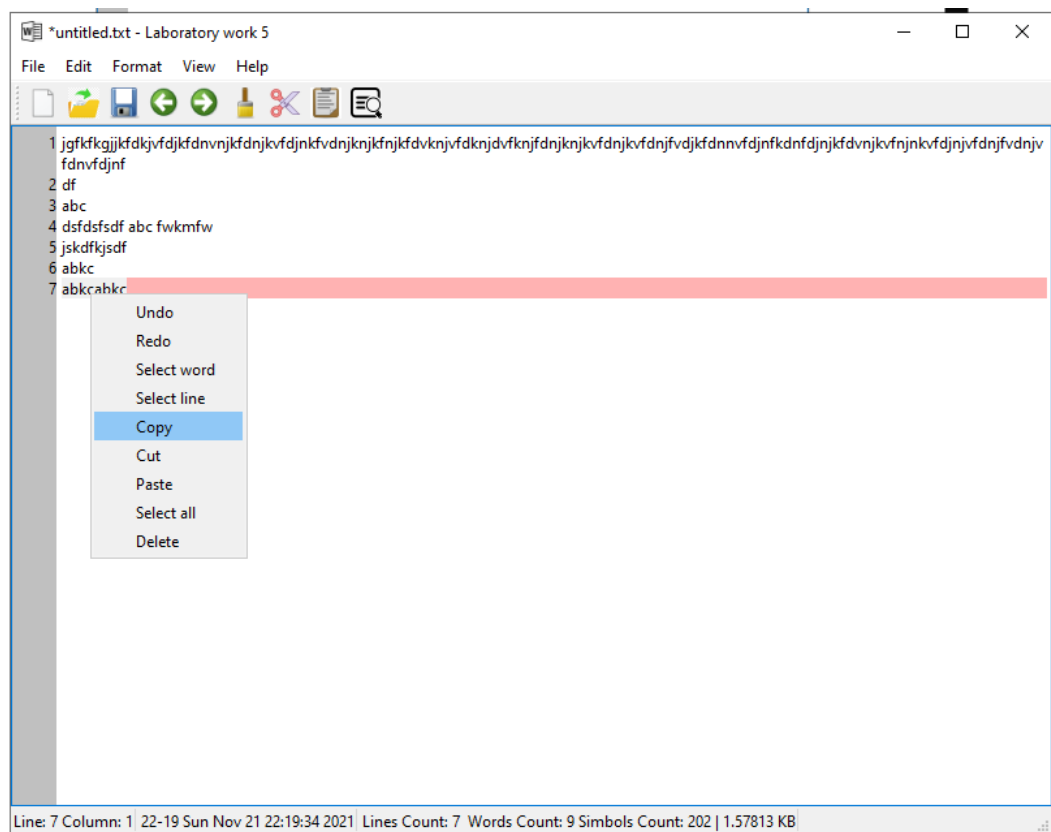 *untitled.txt - Laboratory work 5
File Edit Format View Help
1 jgfkfkgjjkfdkjvfdjkfdnvnjkfdnjkvfdjnkfvdnjknjkfnjkfdvknjvfdknjdvfknjfdnjknjkvfdnjkvfdnjfvdjkfdnnvfdjnfkdnfdjnjkfdvnjkvfnjnkvfdjnjvfdnjfvdnjv
fdnvfdjnf
2 df
3 abc
4 dsfdsfsdf abc fwkmfw
5 jskdfkjsdf
6 abkc
7 abkcabkc
Undo
Redo
Select word
Select line
Copy
Cut
Paste
Select all
Delete
Line: 7 Column: 1 22-19 Sun Nov 21 22:19:34 2021 Lines Count: 7 Words Count: 9 Simbols Count: 202 | 1.57813 KB